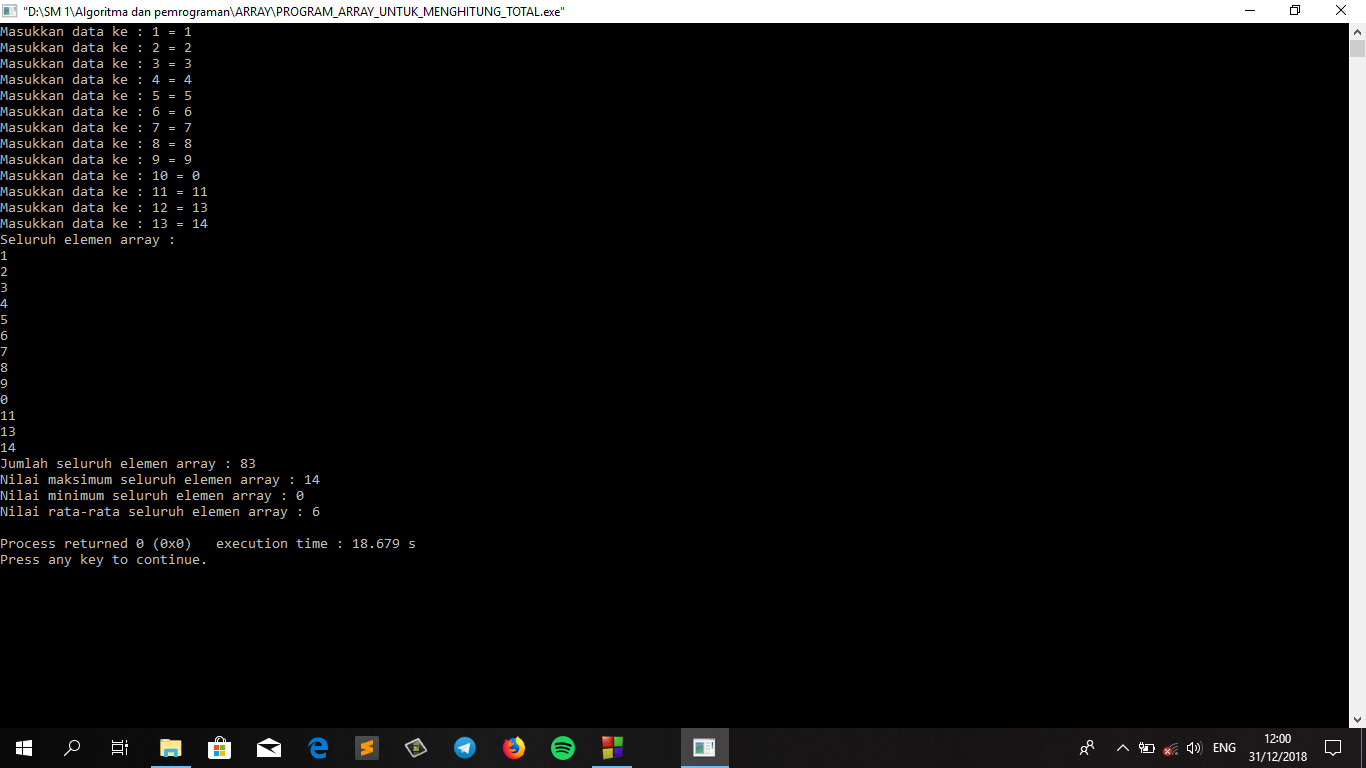 "D:\SM 1\Algoritma dan pemrograman\ARRAY\PROGRAM_ARRAY_UNTUK_MENGHITUNG_TOTAL.exe"
Masukkan data ke : 1 = 1
Masukkan data ke : 2 = 2
Masukkan data ke : 3 = 3
Masukkan data ke : 4 = 4
Masukkan data ke : 5 = 5
Masukkan data ke : 6 = 6
Masukkan data ke : 7 = 7
Masukkan data ke : 8 = 8
Masukkan data ke : 9 = 9
Masukkan data ke : 10 = 0
Masukkan data ke : 11 = 11
Masukkan data ke : 12 = 13
Masukkan data ke : 13 = 14
Seluruh elemen array :
1
2
3
4
5
6
7
8
9
0
11
13
14
Jumlah seluruh elemen array : 83
Nilai maksimum seluruh elemen array : 14
Nilai minimum seluruh elemen array : 0
Nilai rata-rata seluruh elemen array : 6
Process returned 0 (0x0)   execution time : 18.679 s
Press any key to continue.
ENG
12:00
31/12/2018